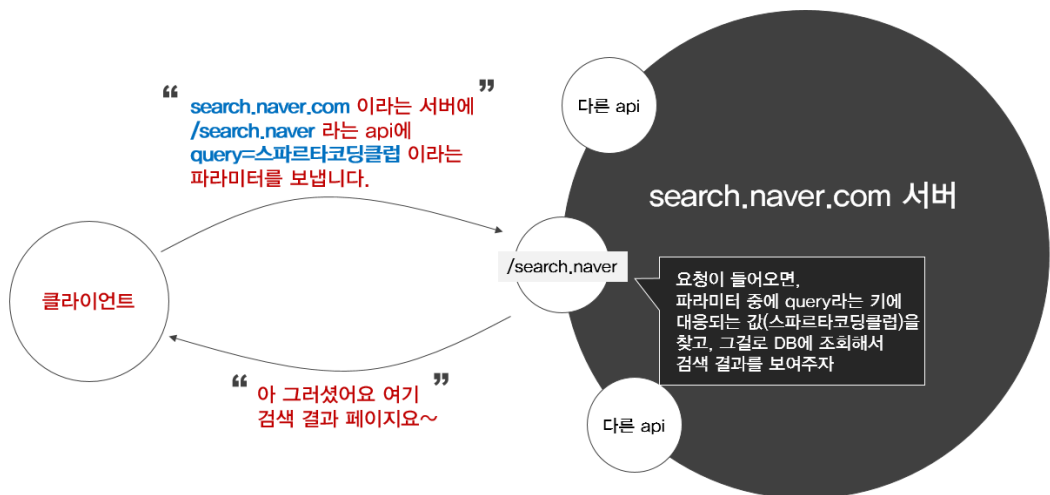 다른 api
“ search.naver.com 이라는 서버에 ”
/search.naver 라는 api에
query=스파르타코딩클럽 이라는
파라미터를 보냅니다.
search.naver.com 서버
/search.naver
클라이언트
요청이 들어오면,
파라미터 중에 query라는 키에
대응되는 값(스파르타코딩클럽)을
찾고, 그걸로 DB에 조회해서
검색 결과를 보여주자
“ 아 그러셨어요 여기 ”
검색 결과 페이지요~
다른 api